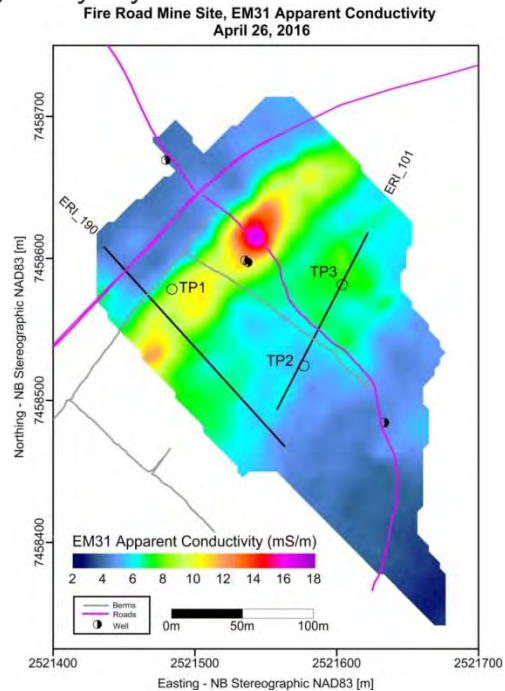 Fire Road Mine Site, EM31 Apparent Conductivity
April 26, 2016
7458700
7458600
7458500
7458400
Northing - NB Stereographic NAD83 [m]
ERI_190
ERI_101
TP1
TP3
TP2
EM31 Apparent Conductivity (mS/m)
2 4 6 8 10 12 14 16 18
Berms
Roads
Well
0m 50m 100m
2521400 2521500 2521600 2521700
Easting - NB Stereographic NAD83 [m]